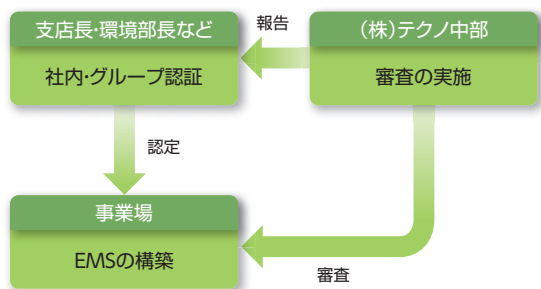 支店長・環境部長など
社内・グループ認証
報告
(株)テクノ中部
審査の実施
認定
事業場
EMSの構築
審査